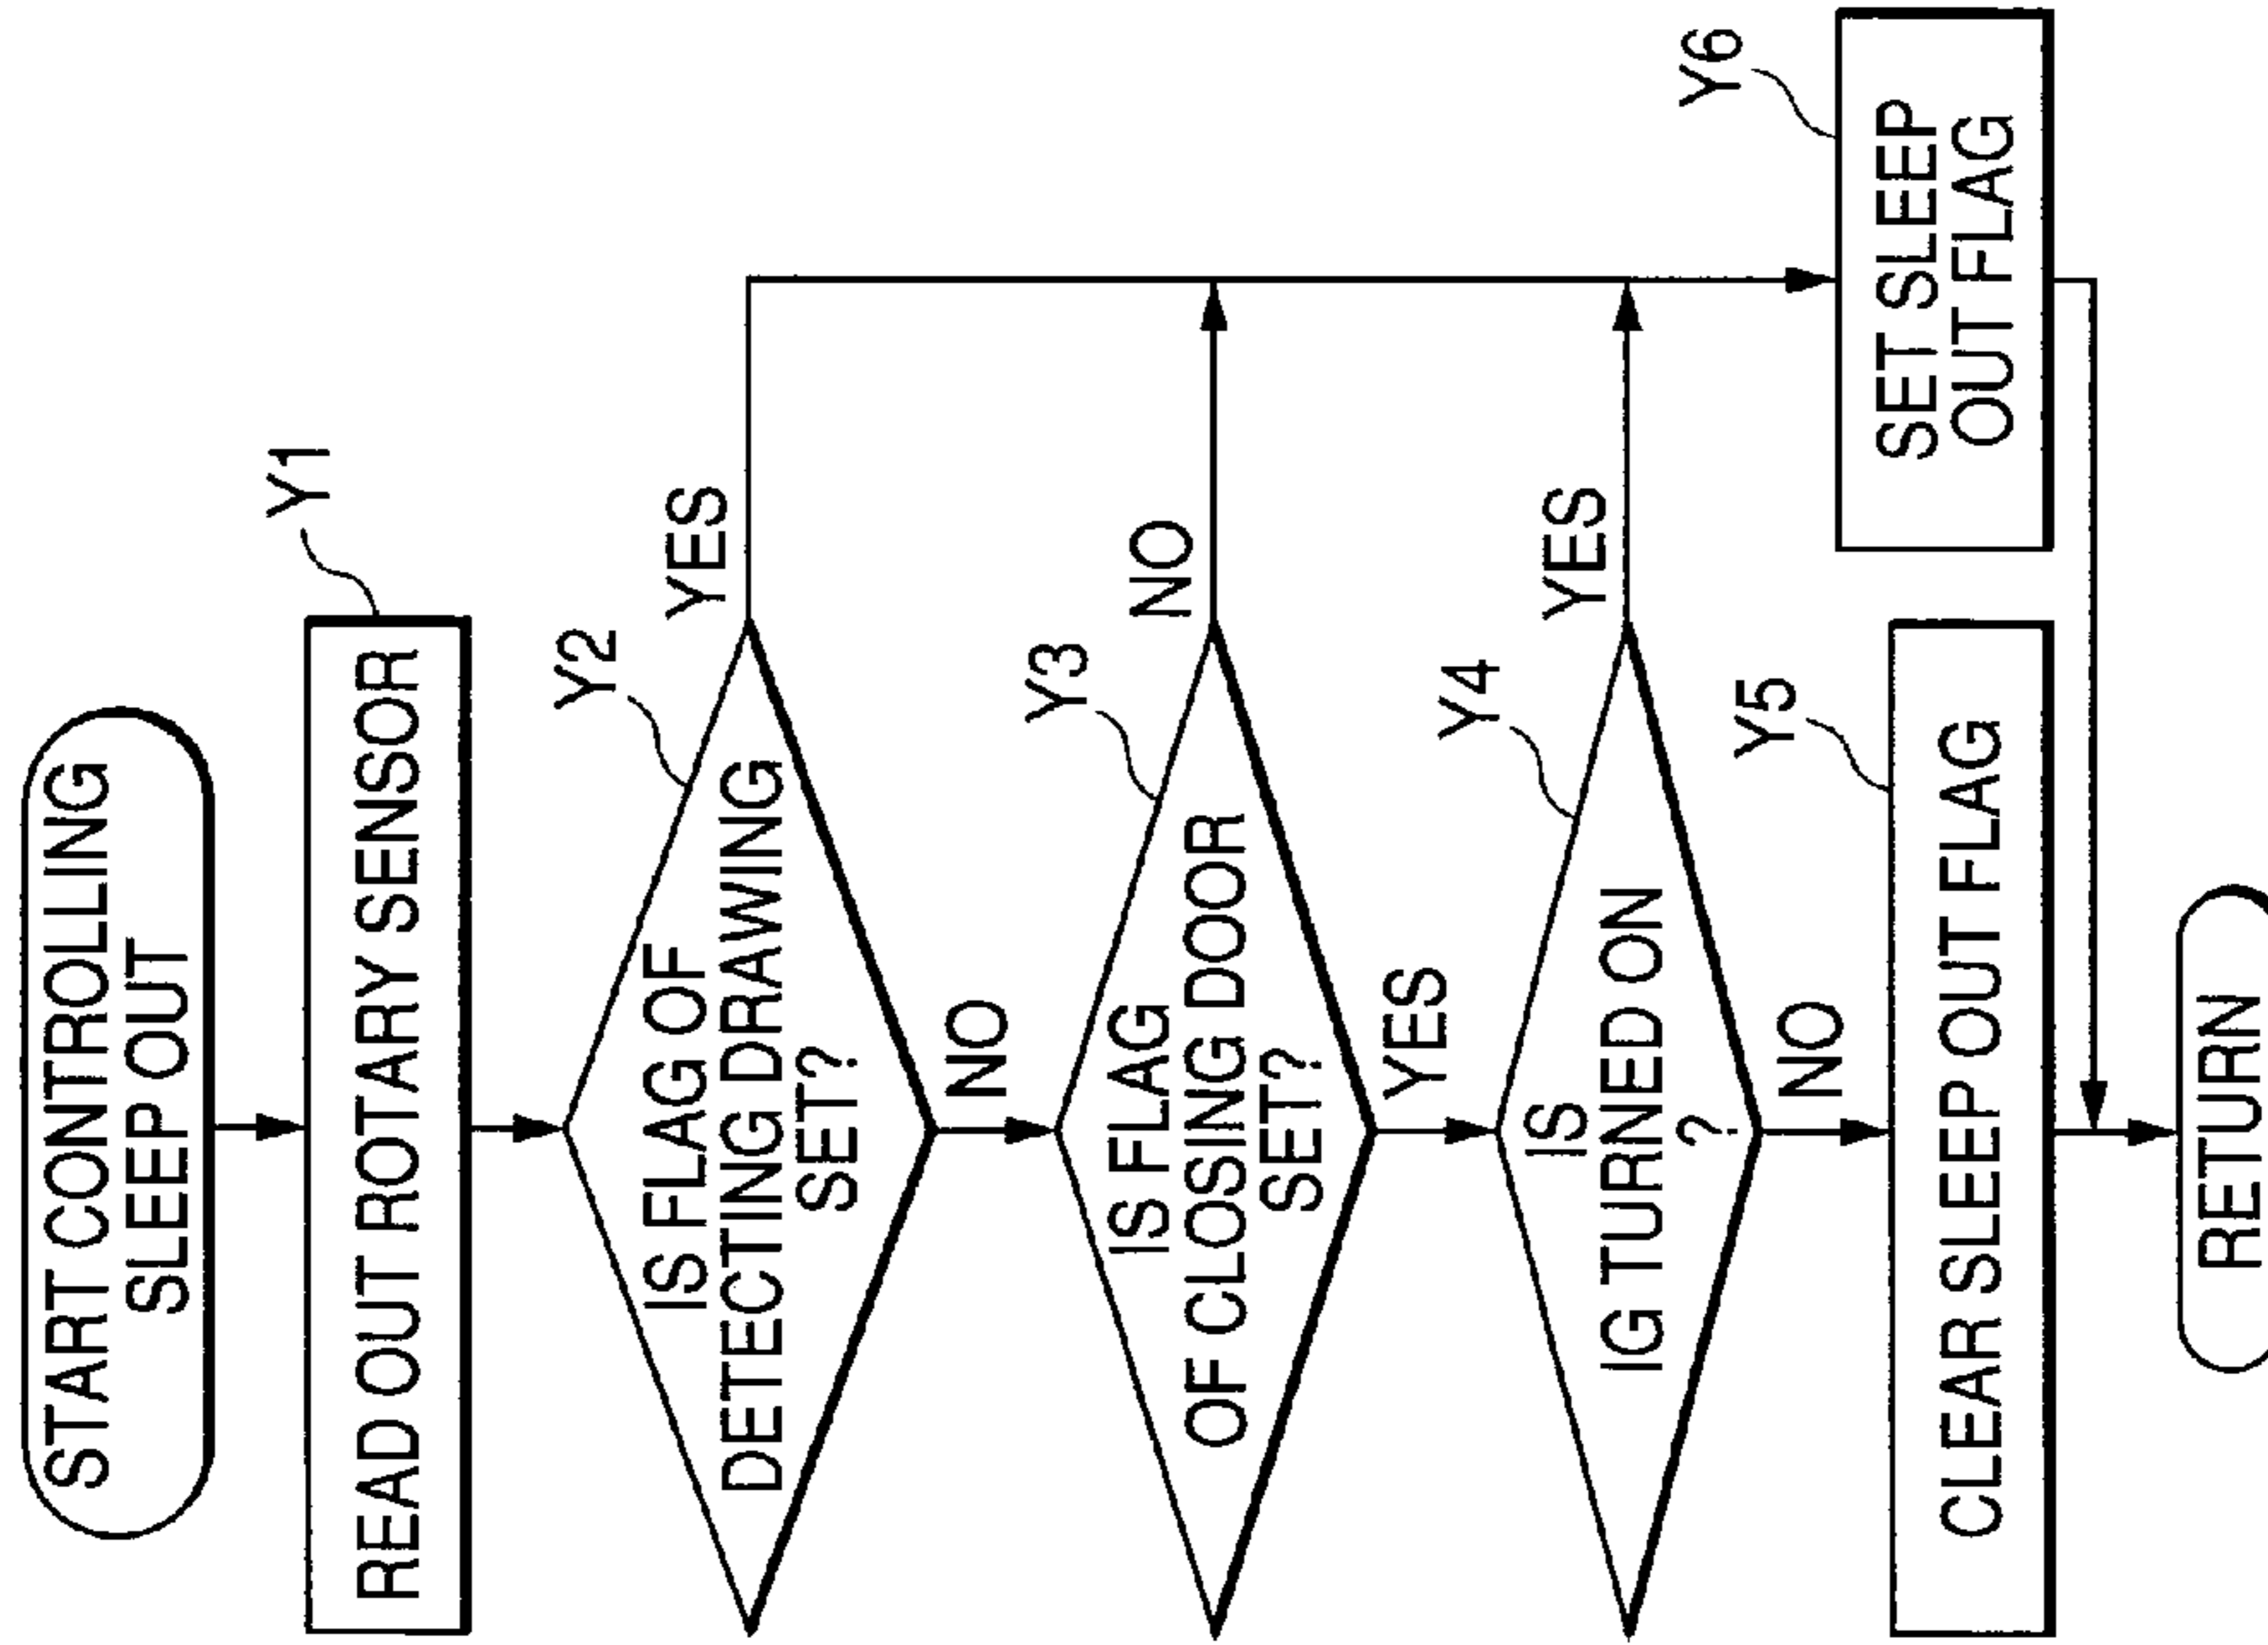 START CONTROLLING
SLEEP OUT
Y1
READ OUT ROTARY SENSOR
Y2
IS FLAG OF
DETECTING DRAWING
SET?
YES
NO
Y3
IS FLAG
OF CLOSING DOOR
SET?
NO
YES
Y4
IS
IG TURNED ON
?
YES
NO
Y5
CLEAR SLEEP OUT FLAG
Y6
SET SLEEP
OUT FLAG
RETURN